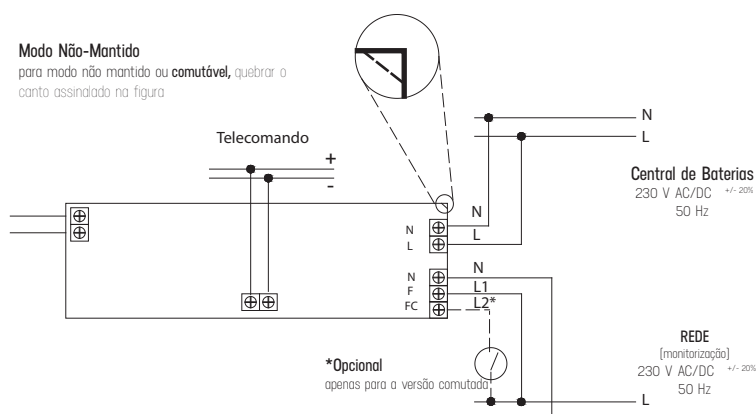 Modo Não-Mantido
para modo não mantido ou comutável, quebrar o
canto assinalado na figura
Telecomando
+
-
N
L
Central de Baterias
230 V AC/DC +/- 20%
50 Hz
N
L
N
L
N
F
FC
N
L1
L2*
*Opcional
apenas para a versão comutada
REDE
(monitorização)
230 V AC/DC +/- 20%
50 Hz
L